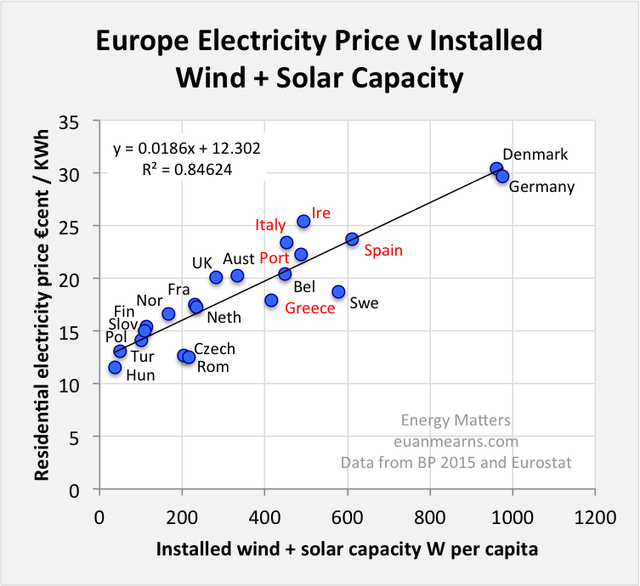 Europe Electricity Price v Installed
Wind + Solar Capacity
Residential electricity price €cent / KWh
35
30
25
20
15
10
5
0
y = 0.0186x + 12.302
R² = 0.84624
Denmark
Germany
Ire
Italy
Spain
Port
Aust
UK
Bel
Greece
Swe
Fra
Nor
Neth
Fin
Slov
Pol
Tur
Hun
Czech
Rom
Energy Matters
euanmearns.com
Data from BP 2015 and Eurostat
0 200 400 600 800 1000 1200
Installed wind + solar capacity W per capita